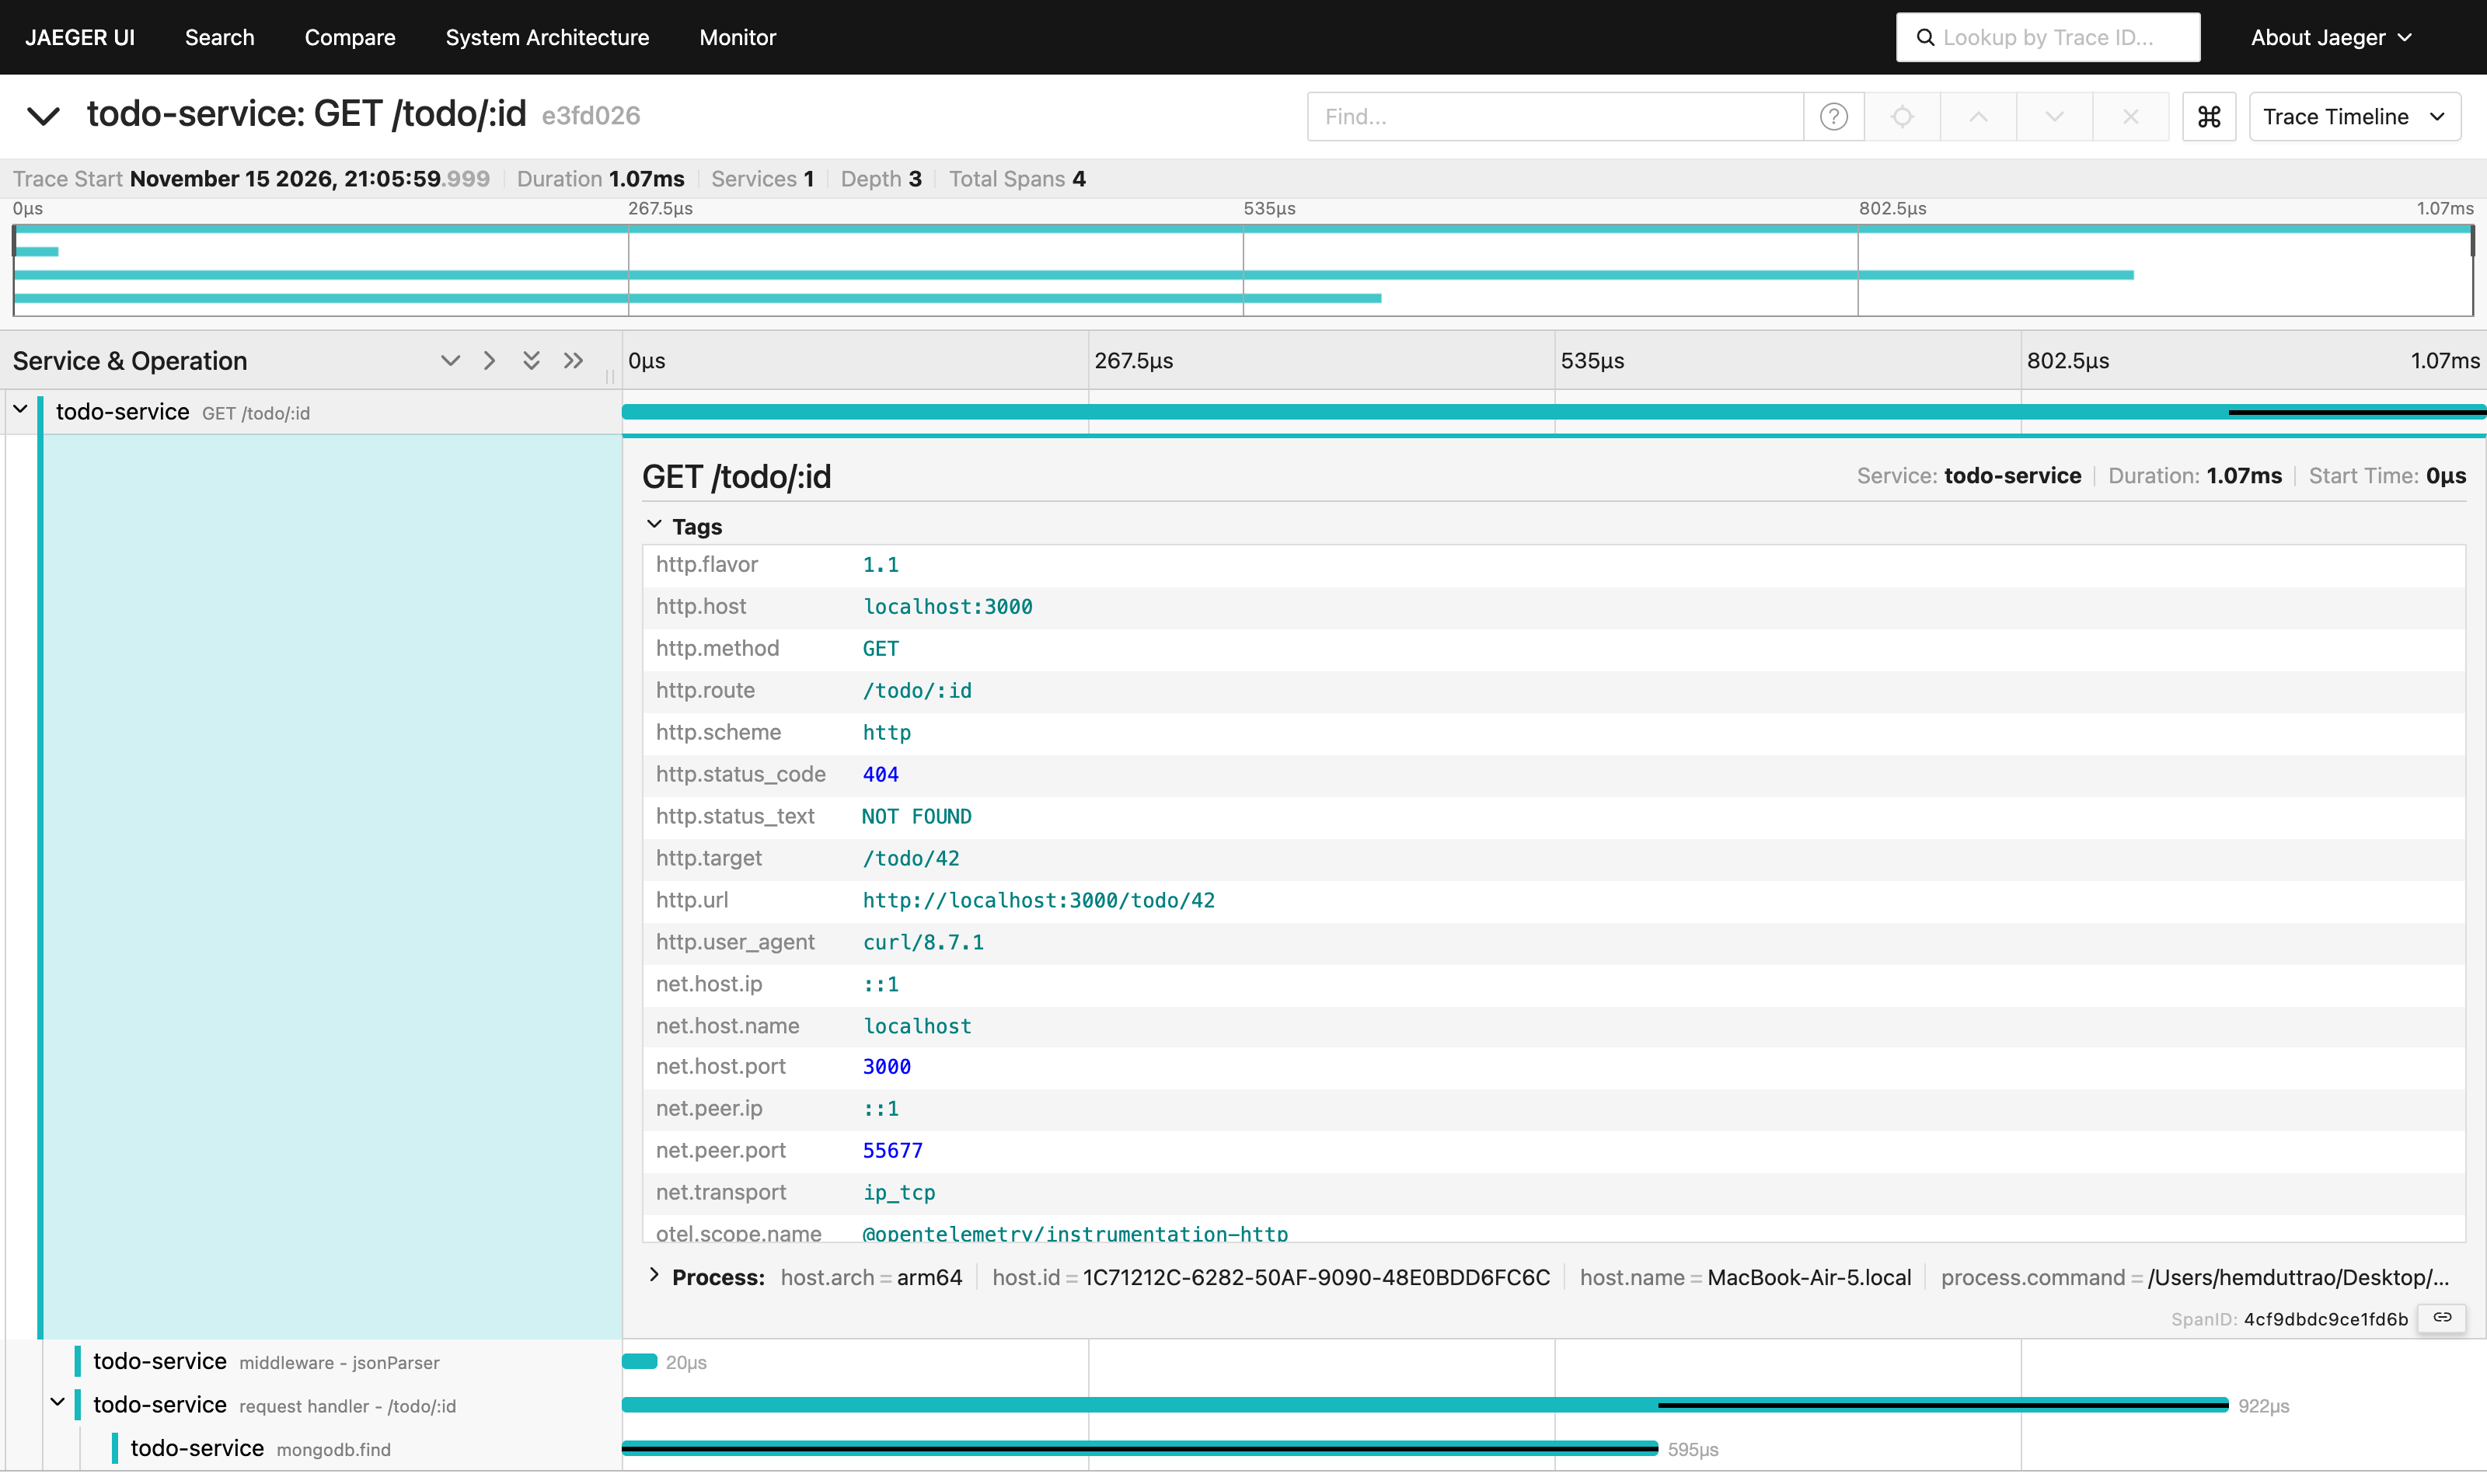 JAEGER UI Search Compare System Architecture Monitor Lookup by Trace ID... About Jaeger
todo-service: GET /todo/:id e3fd026 Find... ? ⌘ Trace Timeline
Trace Start November 15 2026, 21:05:59.999 Duration 1.07ms Services 1 Depth 3 Total Spans 4
0μs 267.5μs 535μs 802.5μs 1.07ms
Service & Operation 0μs 267.5μs 535μs 802.5μs 1.07ms
todo-service GET /todo/:id
GET /todo/:id Service: todo-service Duration: 1.07ms Start Time: 0μs
Tags
http.flavor 1.1
http.host localhost:3000
http.method GET
http.route /todo/:id
http.scheme http
http.status_code 404
http.status_text NOT FOUND
http.target /todo/42
http.url http://localhost:3000/todo/42
http.user_agent curl/8.7.1
net.host.ip ::1
net.host.name localhost
net.host.port 3000
net.peer.ip ::1
net.peer.port 55677
net.transport ip_tcp
otel.scope.name @opentelemetry/instrumentation-http
Process: host.arch = arm64 host.id = 1C71212C-6282-50AF-9090-48E0BDD6FC6C host.name = MacBook-Air-5.local process.command = /Users/hemduttrao/Desktop/...
SpanID: 4cf9dbdc9ce1fd6b
todo-service middleware - jsonParser 20μs
todo-service request handler - /todo/:id 922μs
todo-service mongodb.find 595μs